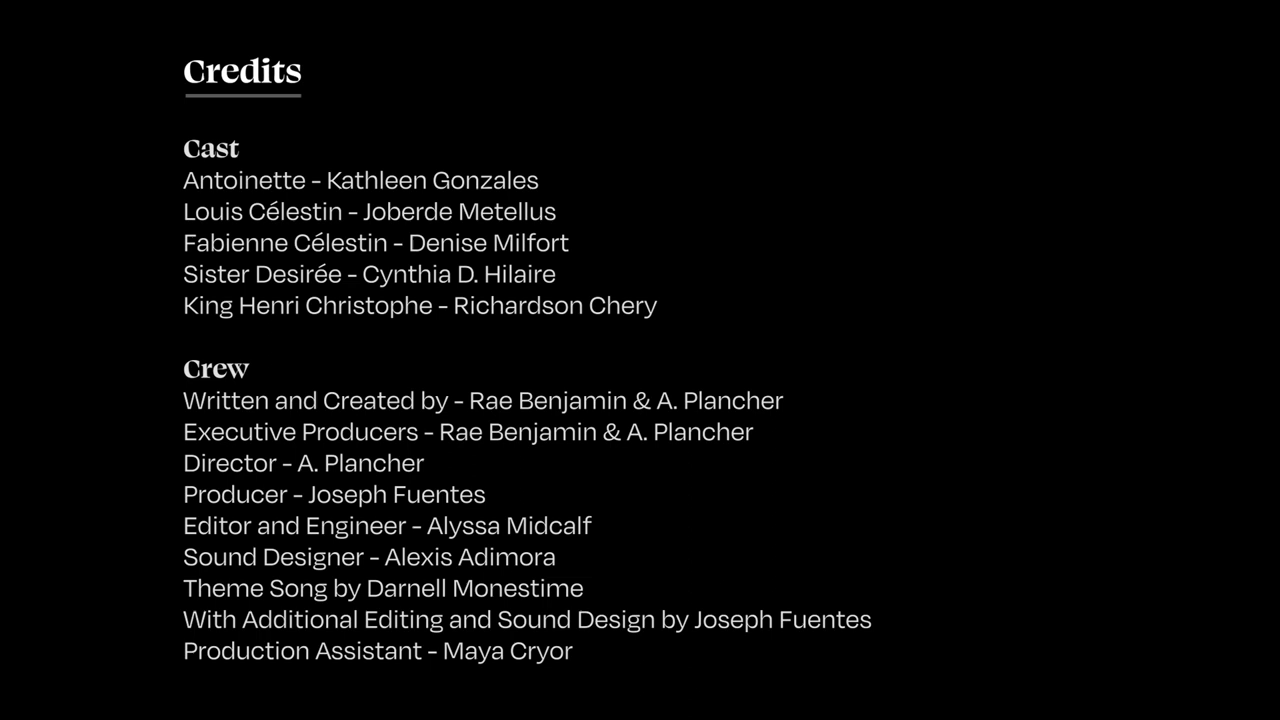 Credits
Cast
Antoinette - Kathleen Gonzales
Louis Célestin - Joberde Metellus
Fabienne Célestin - Denise Milfort
Sister Desirée - Cynthia D. Hilaire
King Henri Christophe - Richardson Chery
Crew
Written and Created by - Rae Benjamin & A. Plancher
Executive Producers - Rae Benjamin & A. Plancher
Director - A. Plancher
Producer - Joseph Fuentes
Editor and Engineer - Alyssa Midcalf
Sound Designer - Alexis Adimora
Theme Song by Darnell Monestime
With Additional Editing and Sound Design by Joseph Fuentes
Production Assistant - Maya Cryor